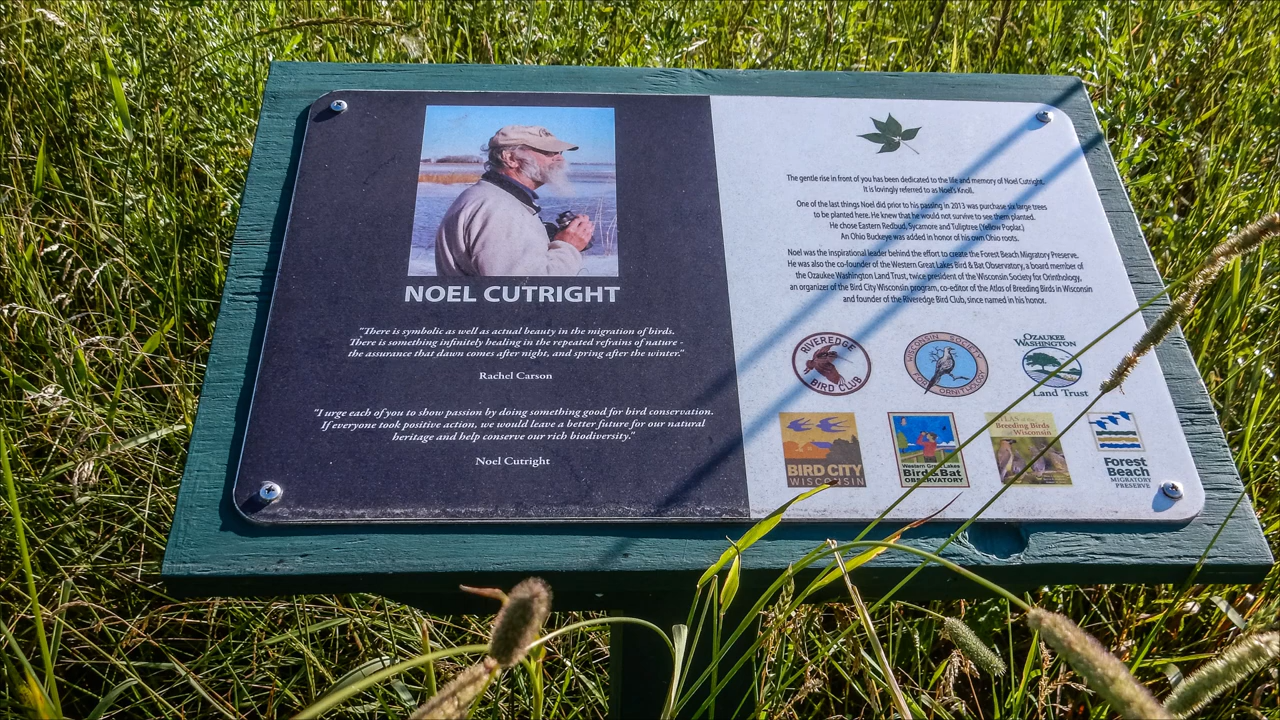 NOEL CUTRIGHT
"There is symbolic as well as actual beauty in the migration of birds.
There is something infinitely healing in the repeated refrains of nature -
the assurance that dawn comes after night, and spring after the winter."
Rachel Carson
"I urge each of you to show passion by doing something good for bird conservation.
If everyone took positive action, we would leave a better future for our natural
heritage and help conserve our rich biodiversity."
Noel Cutright
The gentle rise in front of you has been dedicated to the life and memory of Noel Cutright.
It is lovingly referred to as Noel's Knoll.
One of the last things Noel did prior to his passing in 2013 was purchase six large trees
to be planted here. He knew that he would not survive to see them planted.
He chose Eastern Redbud, Sycamore and Tuliptree (Yellow Poplar.)
An Ohio Buckeye was added in honor of his own Ohio roots.
Noel was the inspirational leader behind the effort to create the Forest Beach Migratory Preserve.
He was also the co-founder of the Western Great Lakes Bird & Bat Observatory, a board member of
the Ozaukee Washington Land Trust, twice president of the Wisconsin Society for Orinthology,
an organizer of the Bird City Wisconsin program, co-editor of the Atlas of Breeding Birds in Wisconsin
and founder of the Riveredge Bird Club, since named in his honor.
RIVEREDGE
BIRD CLUB
WISCONSIN SOCIETY
FOR ORNITHOLOGY
OZAUKEE
WASHINGTON
Land Trust
BIRD CITY
WISCONSIN
Western Great Lakes
Bird & Bat
OBSERVATORY
ATLAS of the
Breeding Birds
of Wisconsin
Forest
Beach
MIGRATORY
PRESERVE